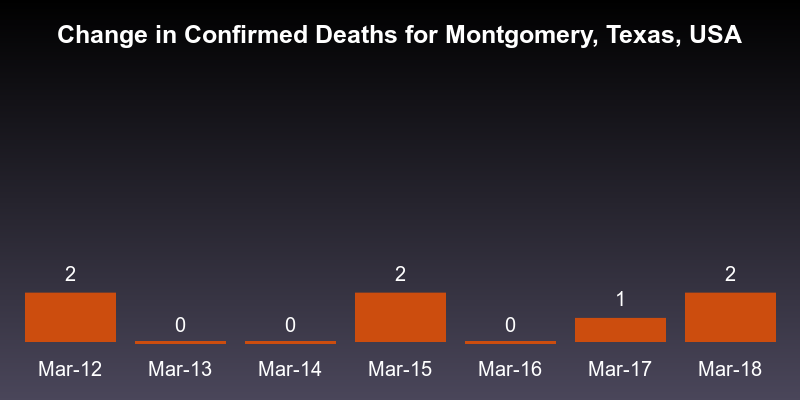 Change in Confirmed Deaths for Montgomery, Texas, USA
2 0 0 2 0 1 2
Mar-12 Mar-13 Mar-14 Mar-15 Mar-16 Mar-17 Mar-18